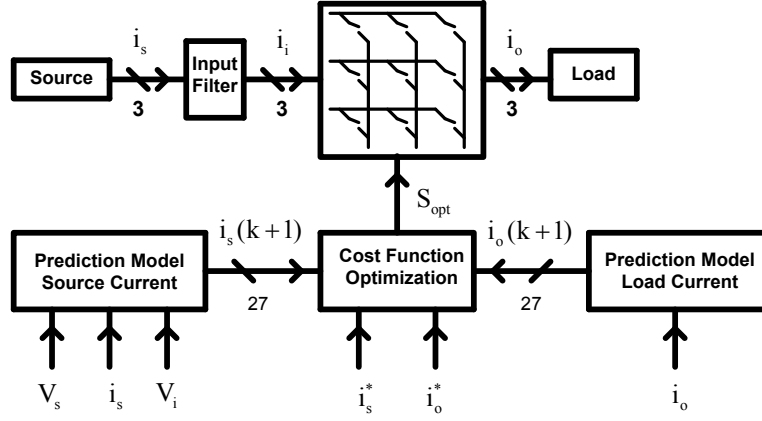 i_s
i_i
i_o
Source
Input
Filter
Load
3
3
3
S_opt
i_s(k+1)
i_o(k+1)
Prediction Model
Source Current
Cost Function
Optimization
Prediction Model
Load Current
27
27
V_s
i_s
V_i
i_s^*
i_o^*
i_o